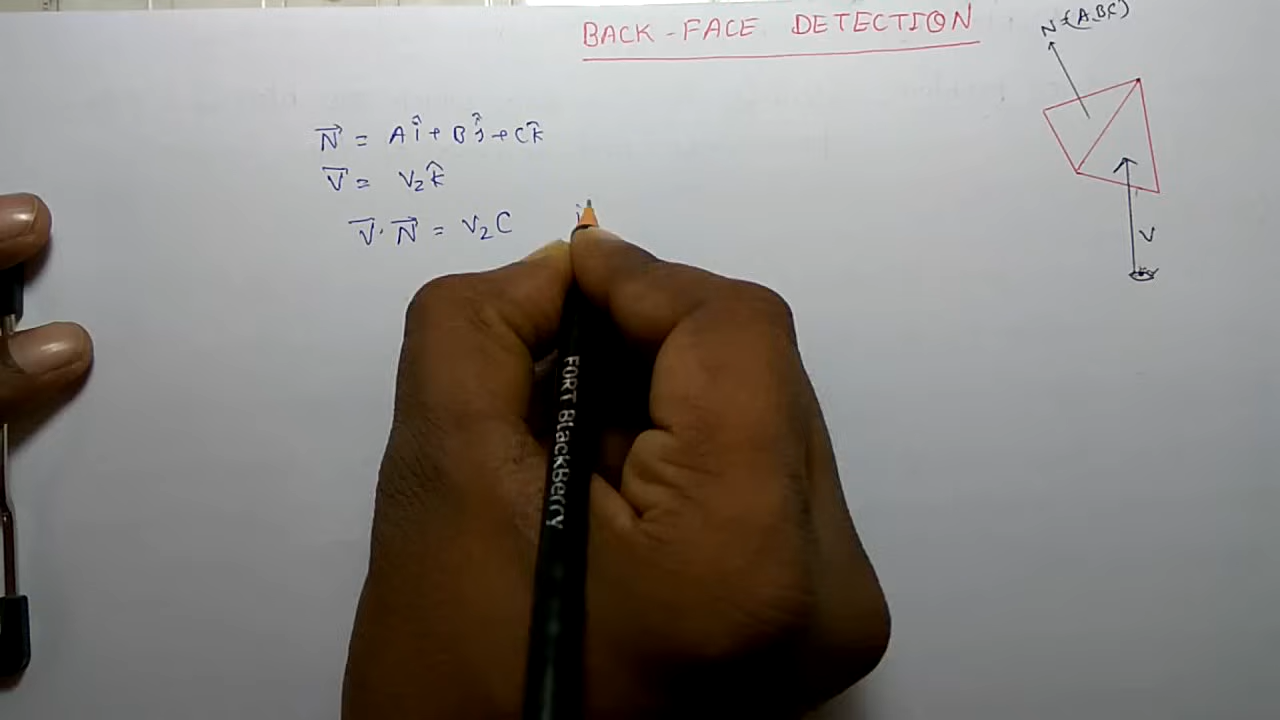 BACK-FACE DETECTION
N={A,B,C}
N⃗ = Aî + Bĵ + Ck̂
V⃗ = V₂k̂
V⃗ · N⃗ = V₂C
V
FORT BlackBerry